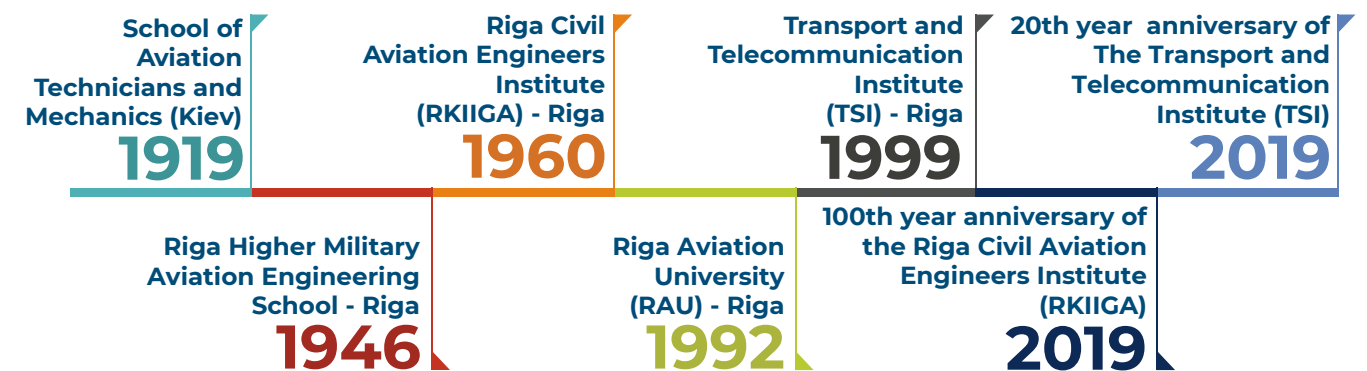 School of
Aviation
Technicians and
Mechanics (Kiev)
1919
Riga Higher Military
Aviation Engineering
School - Riga
1946
Riga Civil
Aviation Engineers
Institute
(RKIIGA) - Riga
1960
Riga Aviation
University
(RAU) - Riga
1992
Transport and
Telecommunication
Institute
(TSI) - Riga
1999
100th year anniversary of
the Riga Civil Aviation
Engineers Institute
(RKIIGA)
2019
20th year anniversary of
The Transport and
Telecommunication
Institute (TSI)
2019